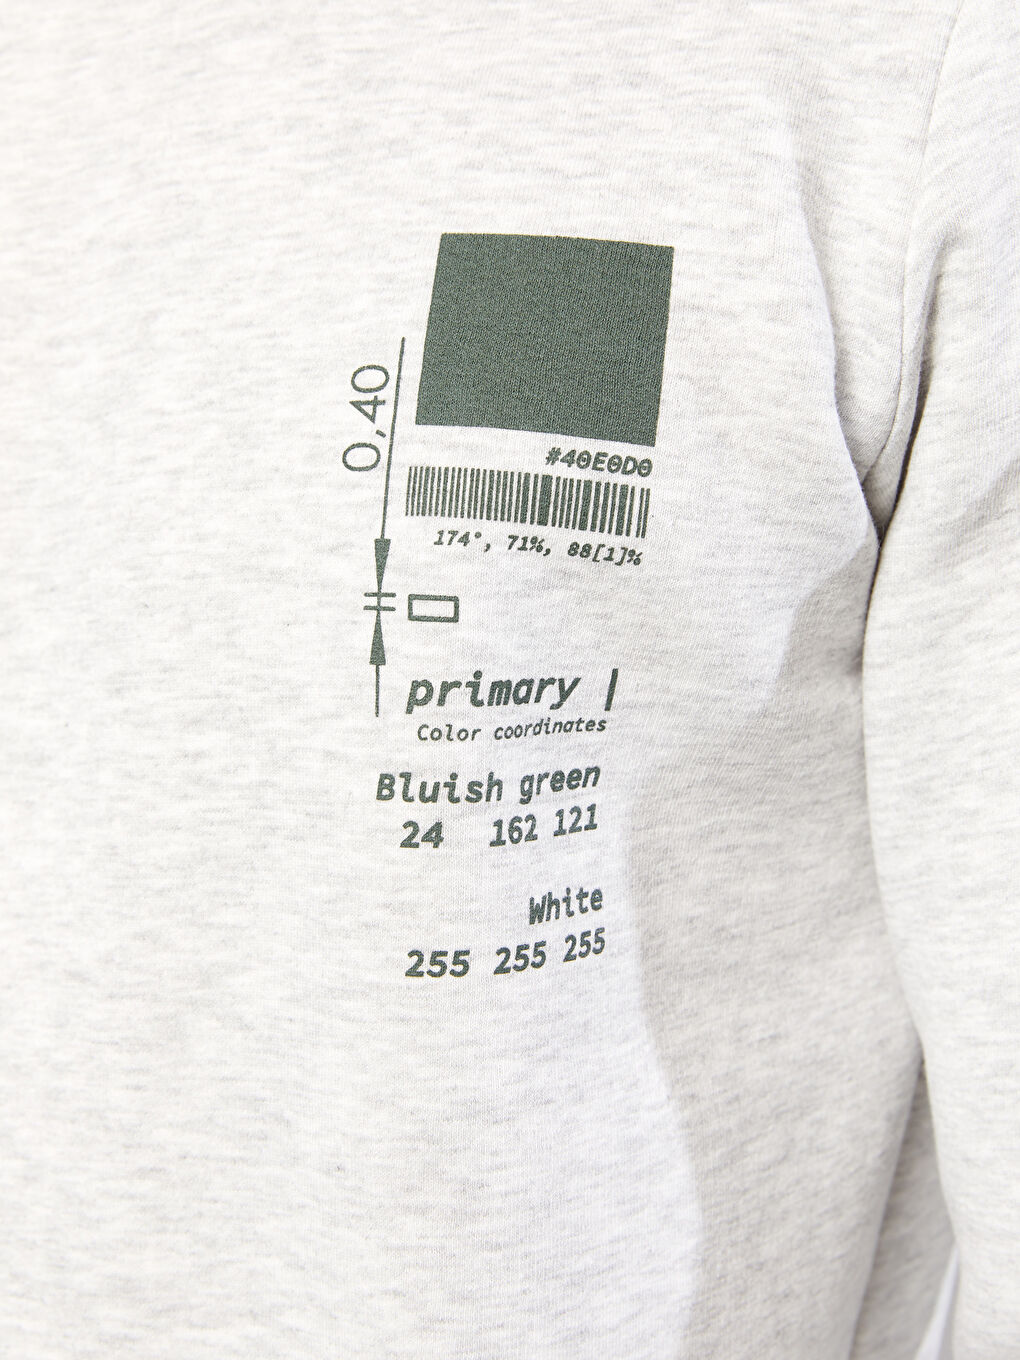 0,40
#40E0D0
174°, 71%, 88[1]%
primary |
Color coordinates
Bluish green
24 162 121
White
255 255 255